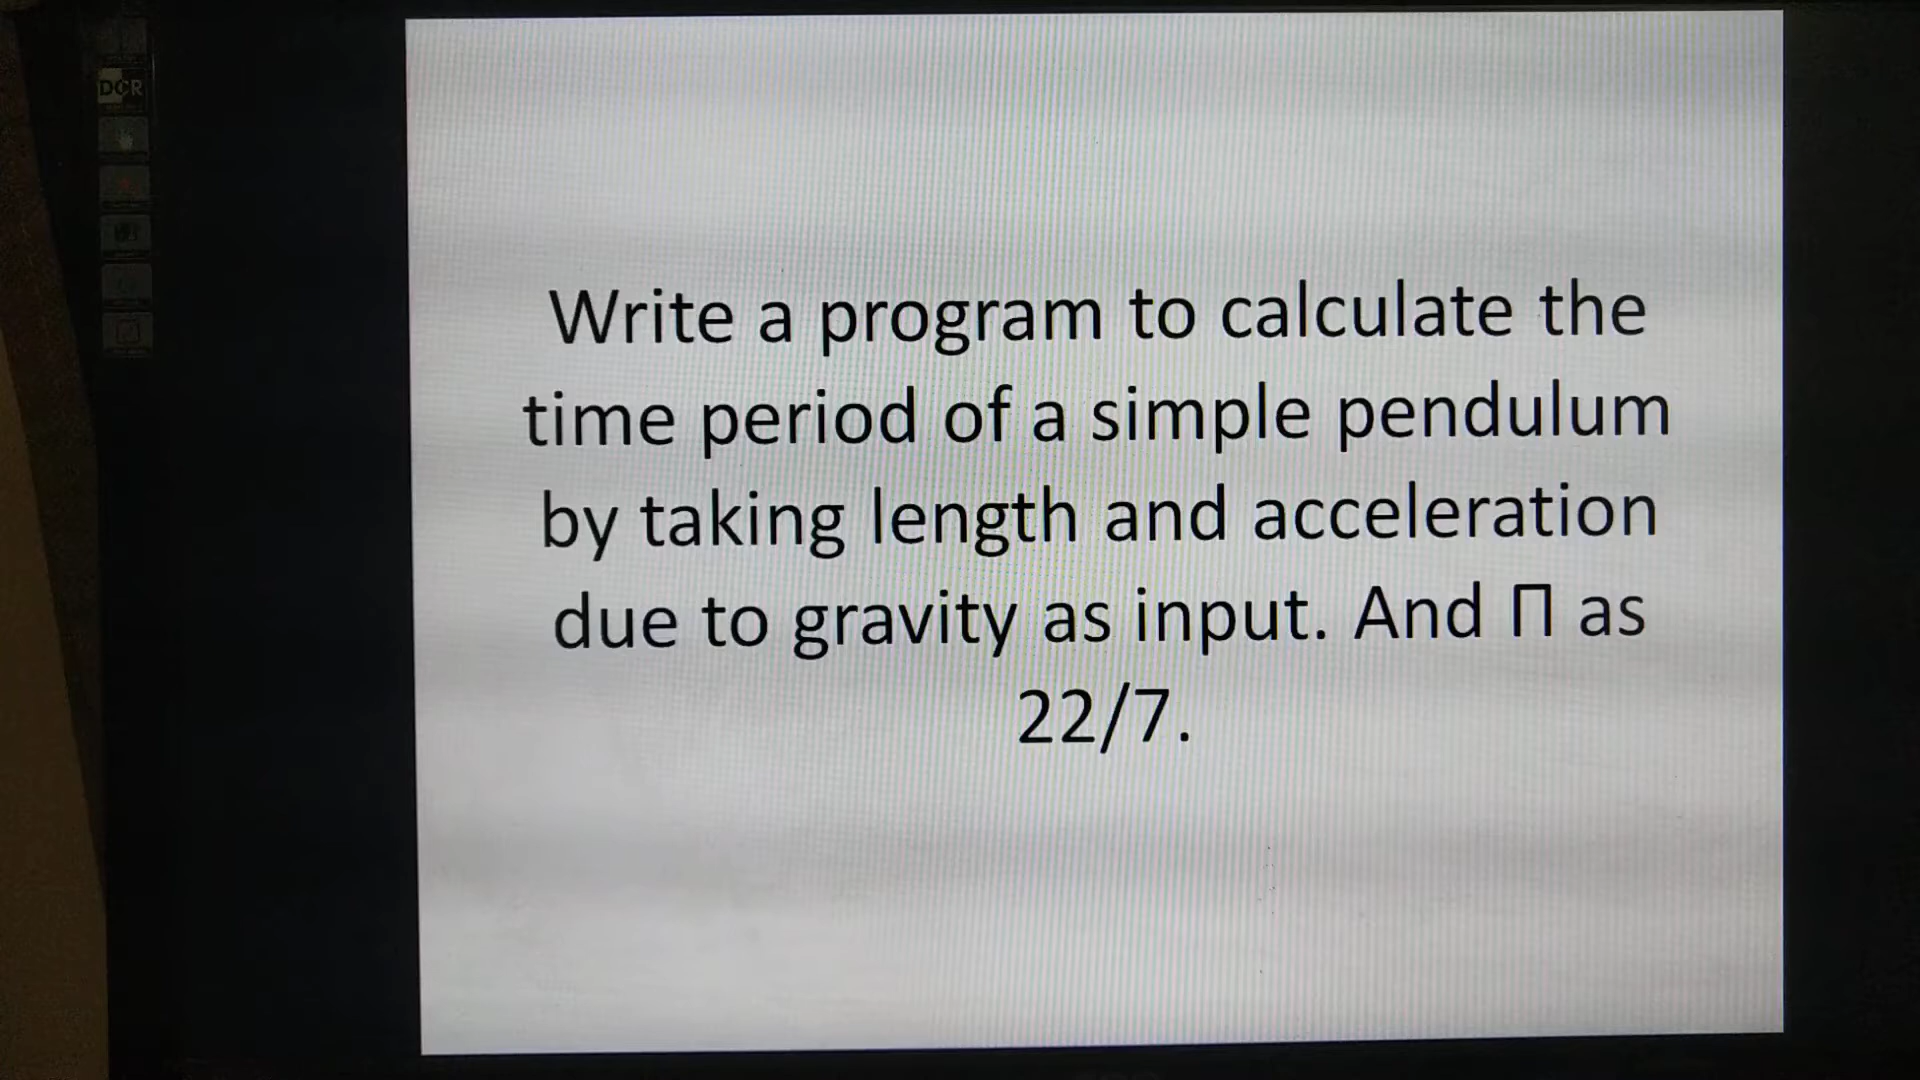 DCR
Write a program to calculate the
time period of a simple pendulum
by taking length and acceleration
due to gravity as input. And Π as
22/7.